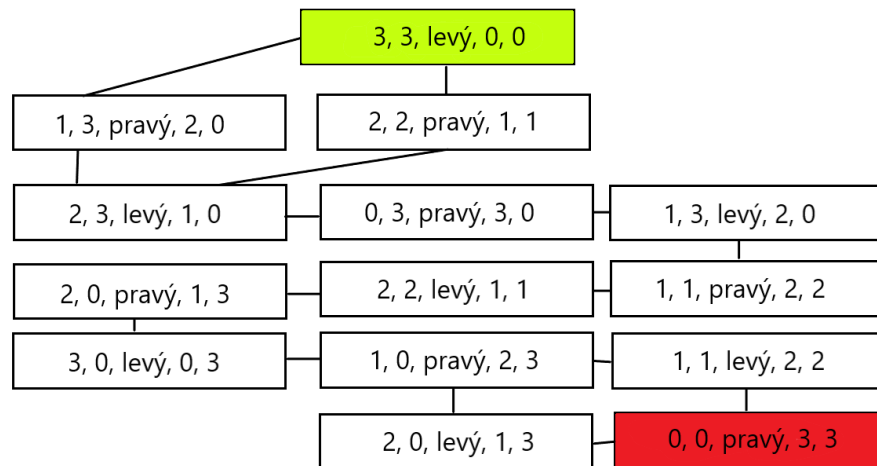 3, 3, levý, 0, 0
1, 3, pravý, 2, 0
2, 2, pravý, 1, 1
2, 3, levý, 1, 0
0, 3, pravý, 3, 0
1, 3, levý, 2, 0
2, 0, pravý, 1, 3
2, 2, levý, 1, 1
1, 1, pravý, 2, 2
3, 0, levý, 0, 3
1, 0, pravý, 2, 3
1, 1, levý, 2, 2
2, 0, levý, 1, 3
0, 0, pravý, 3, 3